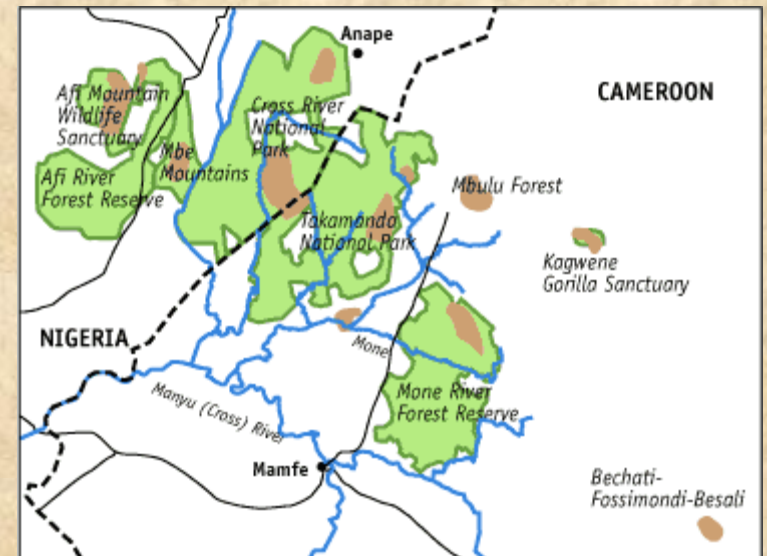 Anape
CAMEROON
Afi Mountain
Wildlife
Sanctuary
Cross River
National
Park
Mbe
Mountains
Afi River
Forest Reserve
Mbulu Forest
Takamanda
National Park
Kagwene
Gorilla Sanctuary
NIGERIA
Mone
Manyu (Cross) River
Mone River
Forest Reserve
Mamfe
Bechati-
Fossimondi-Besali